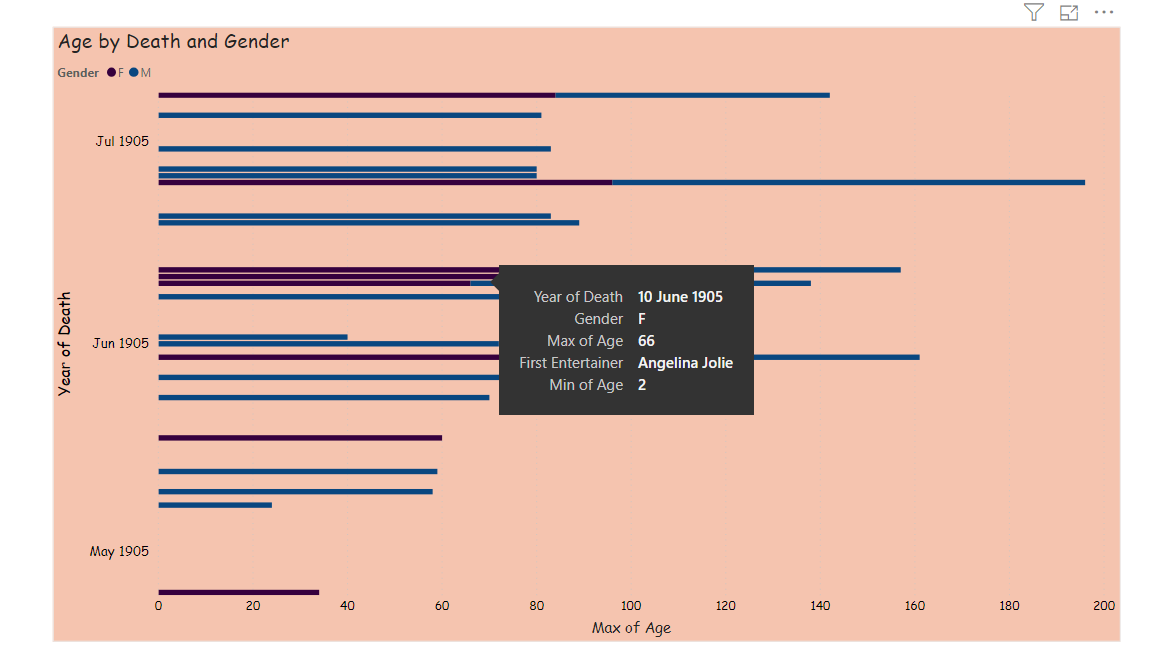 Age by Death and Gender
Gender F M
Jul 1905
Jun 1905
May 1905
Year of Death
Year of Death 10 June 1905
Gender F
Max of Age 66
First Entertainer Angelina Jolie
Min of Age 2
0 20 40 60 80 100 120 140 160 180 200
Max of Age